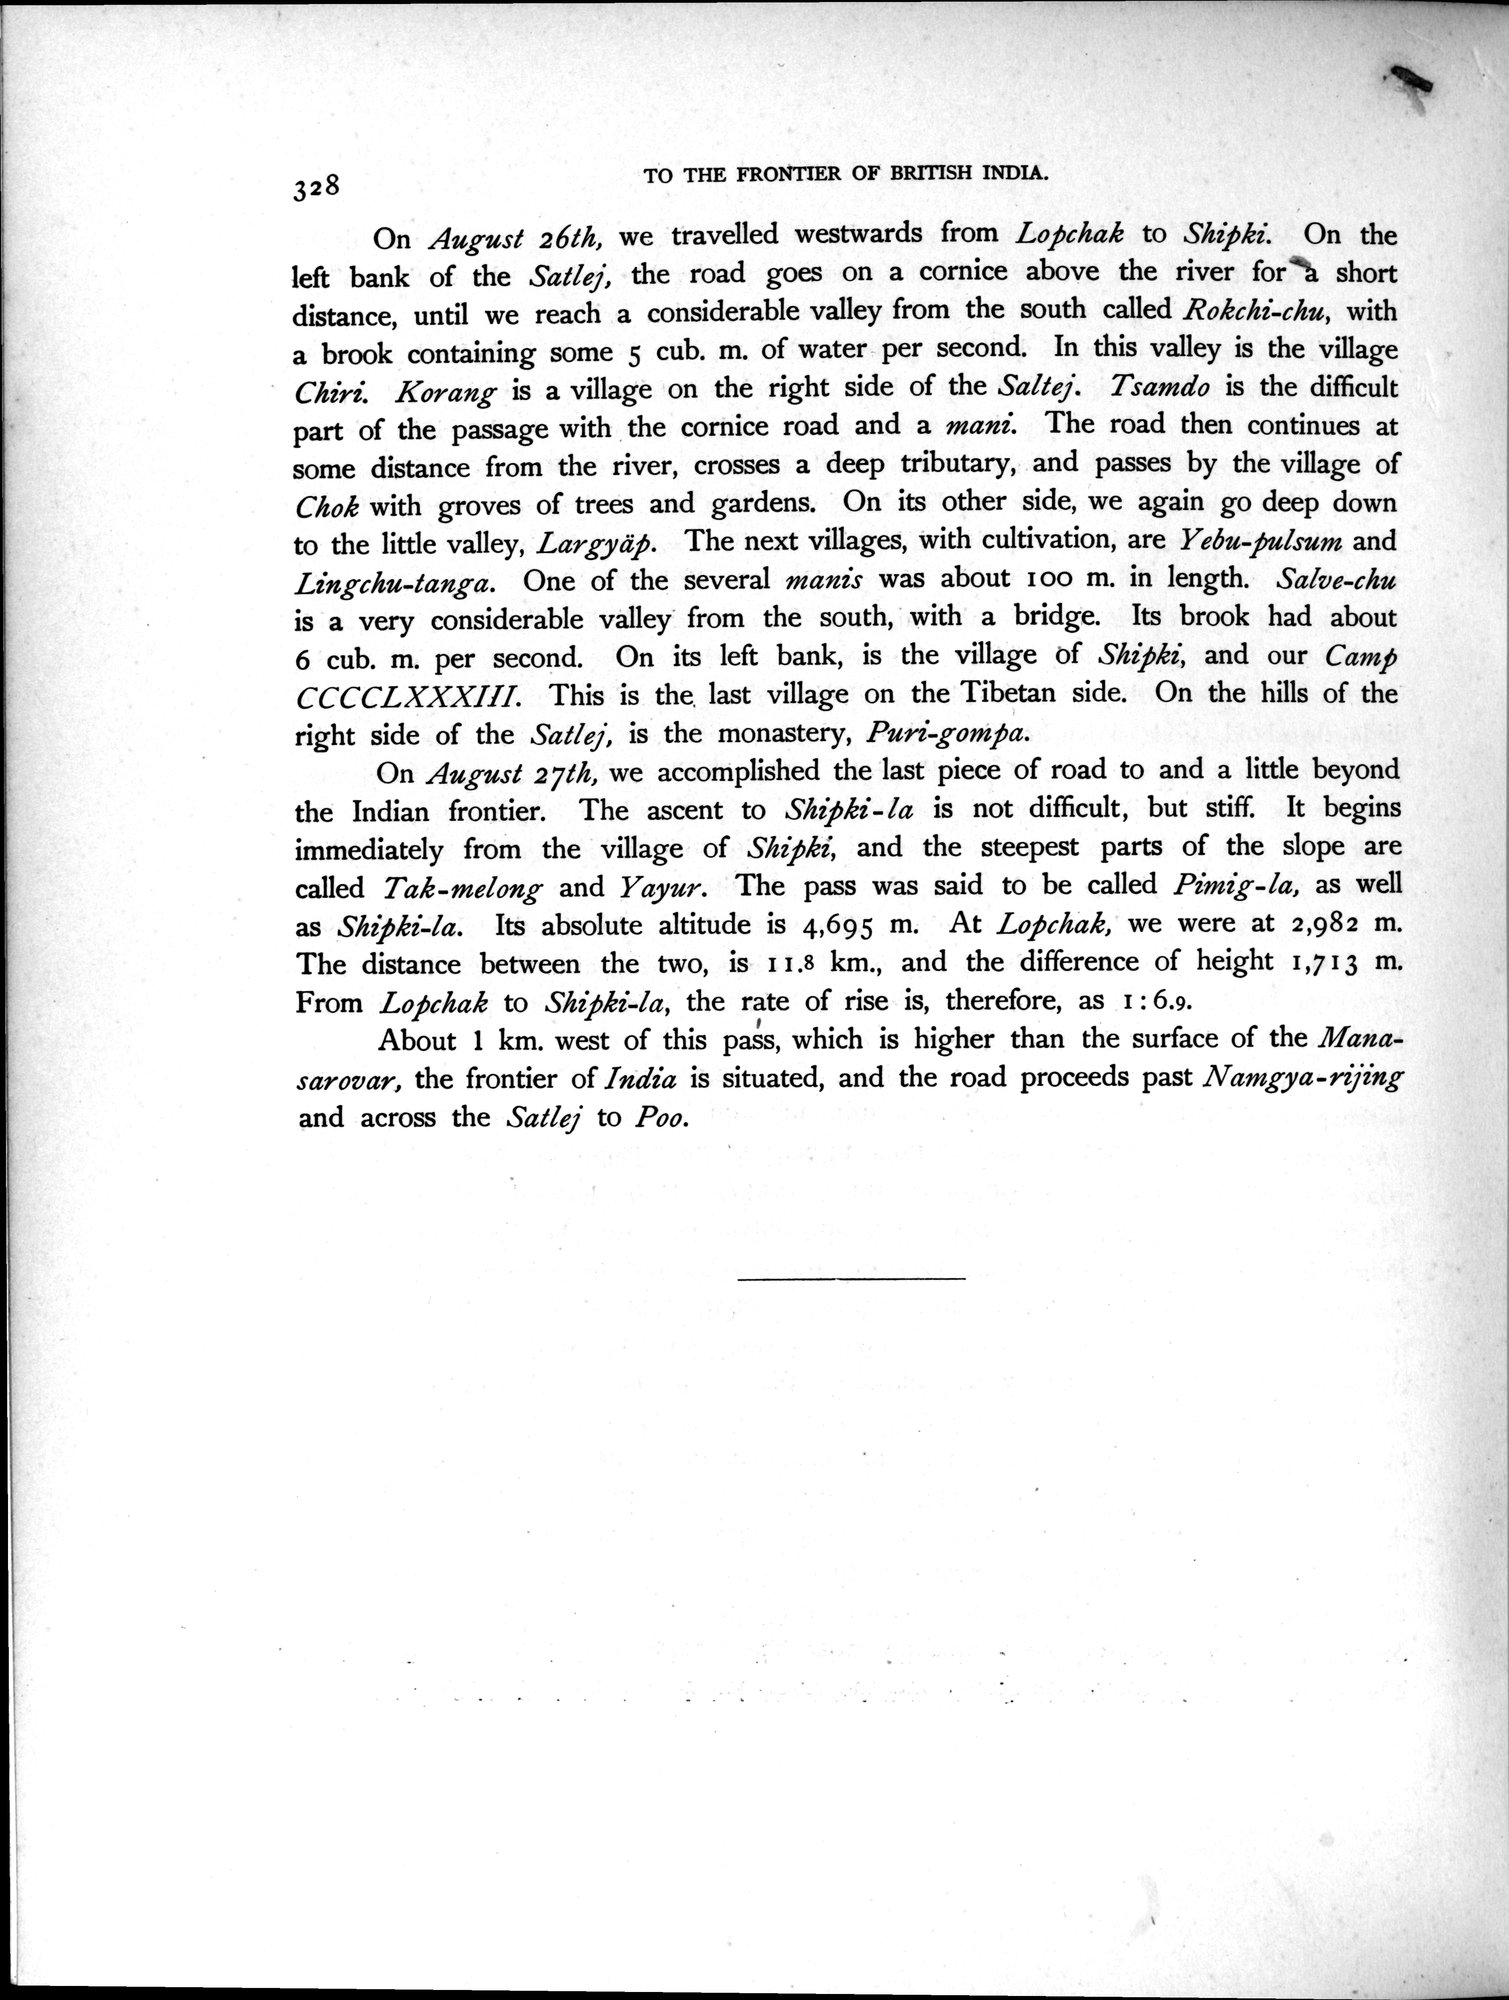 328
TO THE FRONTIER OF BRITISH INDIA.
On August 26th, we travelled westwards from Lopchak to Shipki. On the
left bank of the Satlej, the road goes on a cornice above the river for a short
distance, until we reach a considerable valley from the south called Rokchi-chu, with
a brook containing some 5 cub. m. of water per second. In this valley is the village
Chiri. Korang is a village on the right side of the Saltej. Tsamdo is the difficult
part of the passage with the cornice road and a mani. The road then continues at
some distance from the river, crosses a deep tributary, and passes by the village of
Chok with groves of trees and gardens. On its other side, we again go deep down
to the little valley, Largyäp. The next villages, with cultivation, are Yebu-pulsum and
Lingchu-tanga. One of the several manis was about 100 m. in length. Salve-chu
is a very considerable valley from the south, with a bridge. Its brook had about
6 cub. m. per second. On its left bank, is the village of Shipki, and our Camp
CCCCLXXXIII. This is the last village on the Tibetan side. On the hills of the
right side of the Satlej, is the monastery, Puri-gompa.
On August 27th, we accomplished the last piece of road to and a little beyond
the Indian frontier. The ascent to Shipki-la is not difficult, but stiff. It begins
immediately from the village of Shipki, and the steepest parts of the slope are
called Tak-melong and Yayur. The pass was said to be called Pimig-la, as well
as Shipki-la. Its absolute altitude is 4,695 m. At Lopchak, we were at 2,982 m.
The distance between the two, is 11.8 km., and the difference of height 1,713 m.
From Lopchak to Shipki-la, the rate of rise is, therefore, as 1 : 6.9.
About 1 km. west of this pass, which is higher than the surface of the Mana-
sarovar, the frontier of India is situated, and the road proceeds past Namgya-rijing
and across the Satlej to Poo.